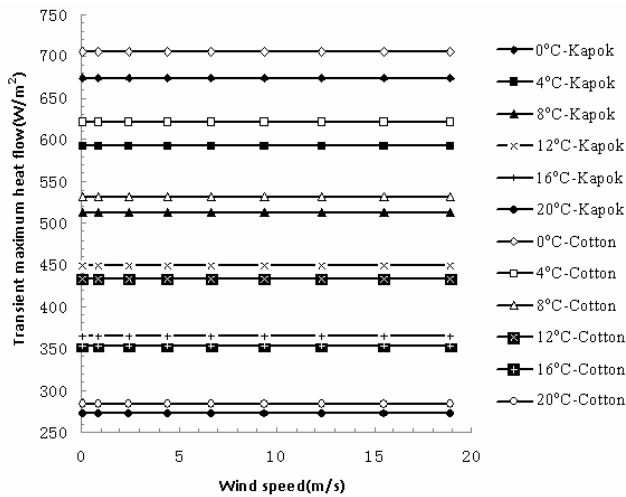 Transient maximum heat flow(W/m²)
750
700
650
600
550
500
450
400
350
300
250
0
5
10
15
20
Wind speed(m/s)
0°C-Kapok
4°C-Kapok
8°C-Kapok
12°C-Kapok
16°C-Kapok
20°C-Kapok
0°C-Cotton
4°C-Cotton
8°C-Cotton
12°C-Cotton
16°C-Cotton
20°C-Cotton